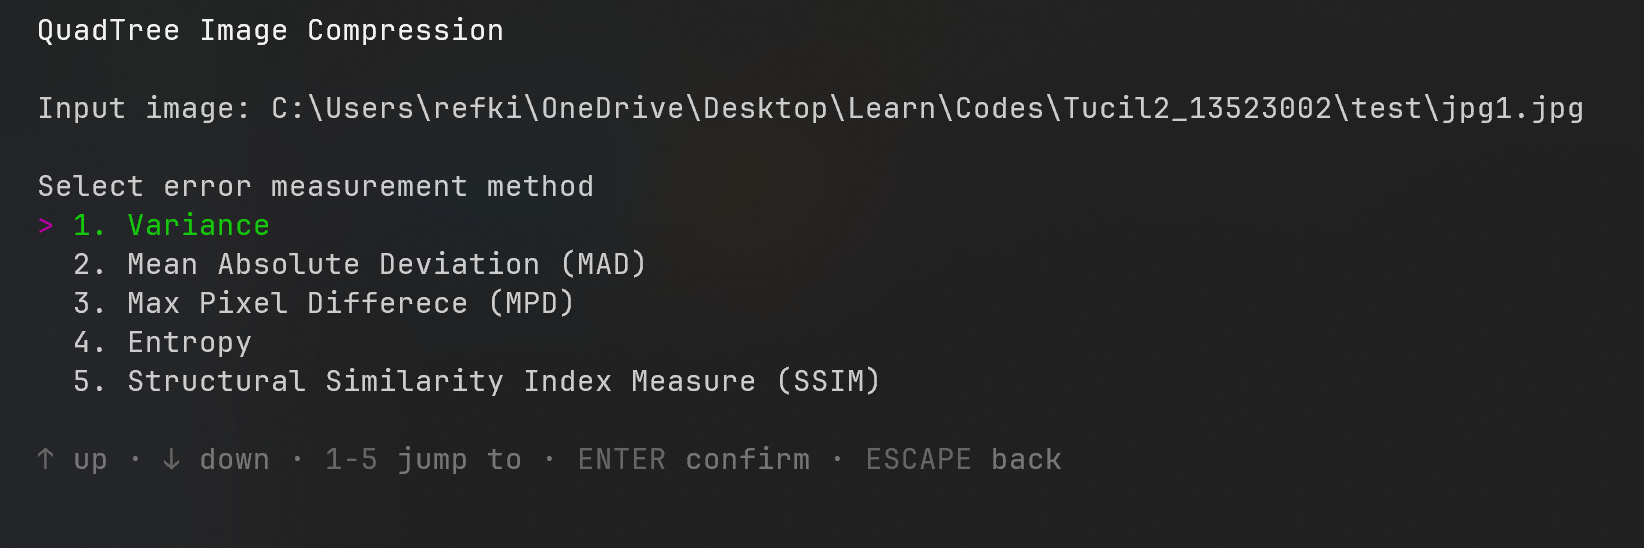 QuadTree Image Compression
Input image: C:\Users\refki\OneDrive\Desktop\Learn\Codes\Tucil2_13523002\test\jpg1.jpg
Select error measurement method
> 1. Variance
2. Mean Absolute Deviation (MAD)
3. Max Pixel Differece (MPD)
4. Entropy
5. Structural Similarity Index Measure (SSIM)
↑ up · ↓ down · 1-5 jump to · ENTER confirm · ESCAPE back